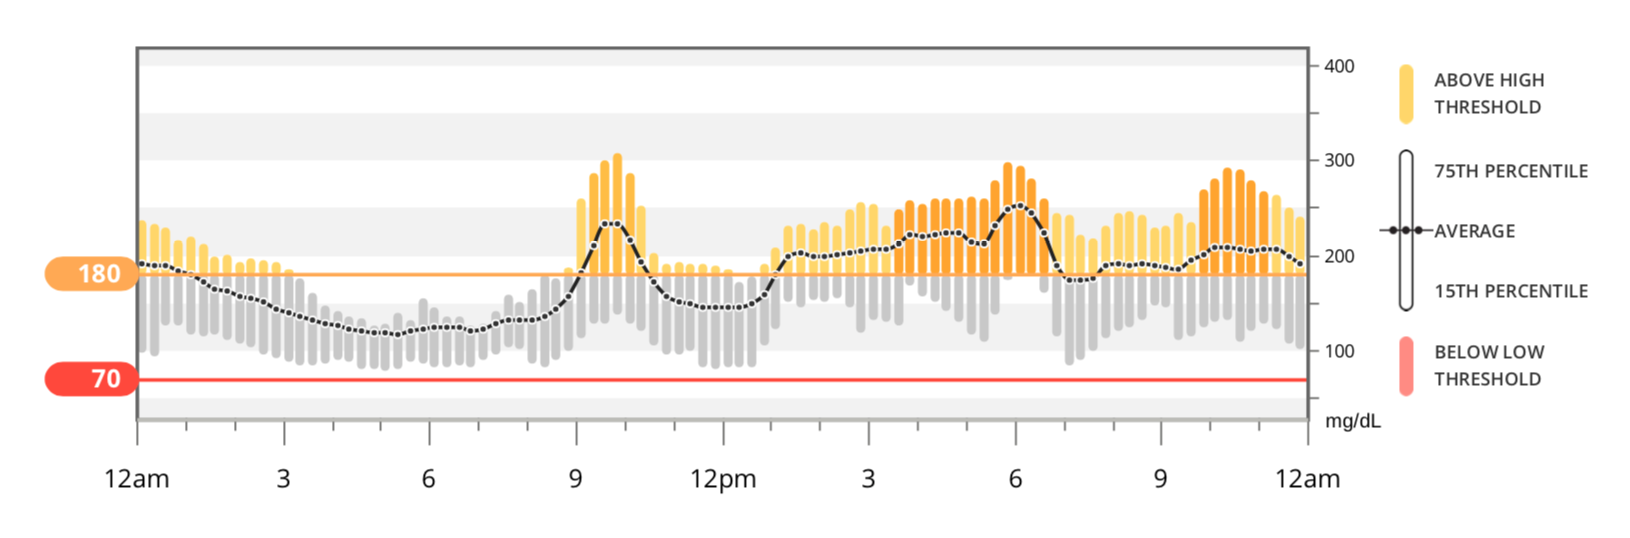 400
300
200
100
mg/dL
180
70
12am
3
6
9
12pm
3
6
9
12am
ABOVE HIGH
THRESHOLD
75TH PERCENTILE
AVERAGE
15TH PERCENTILE
BELOW LOW
THRESHOLD